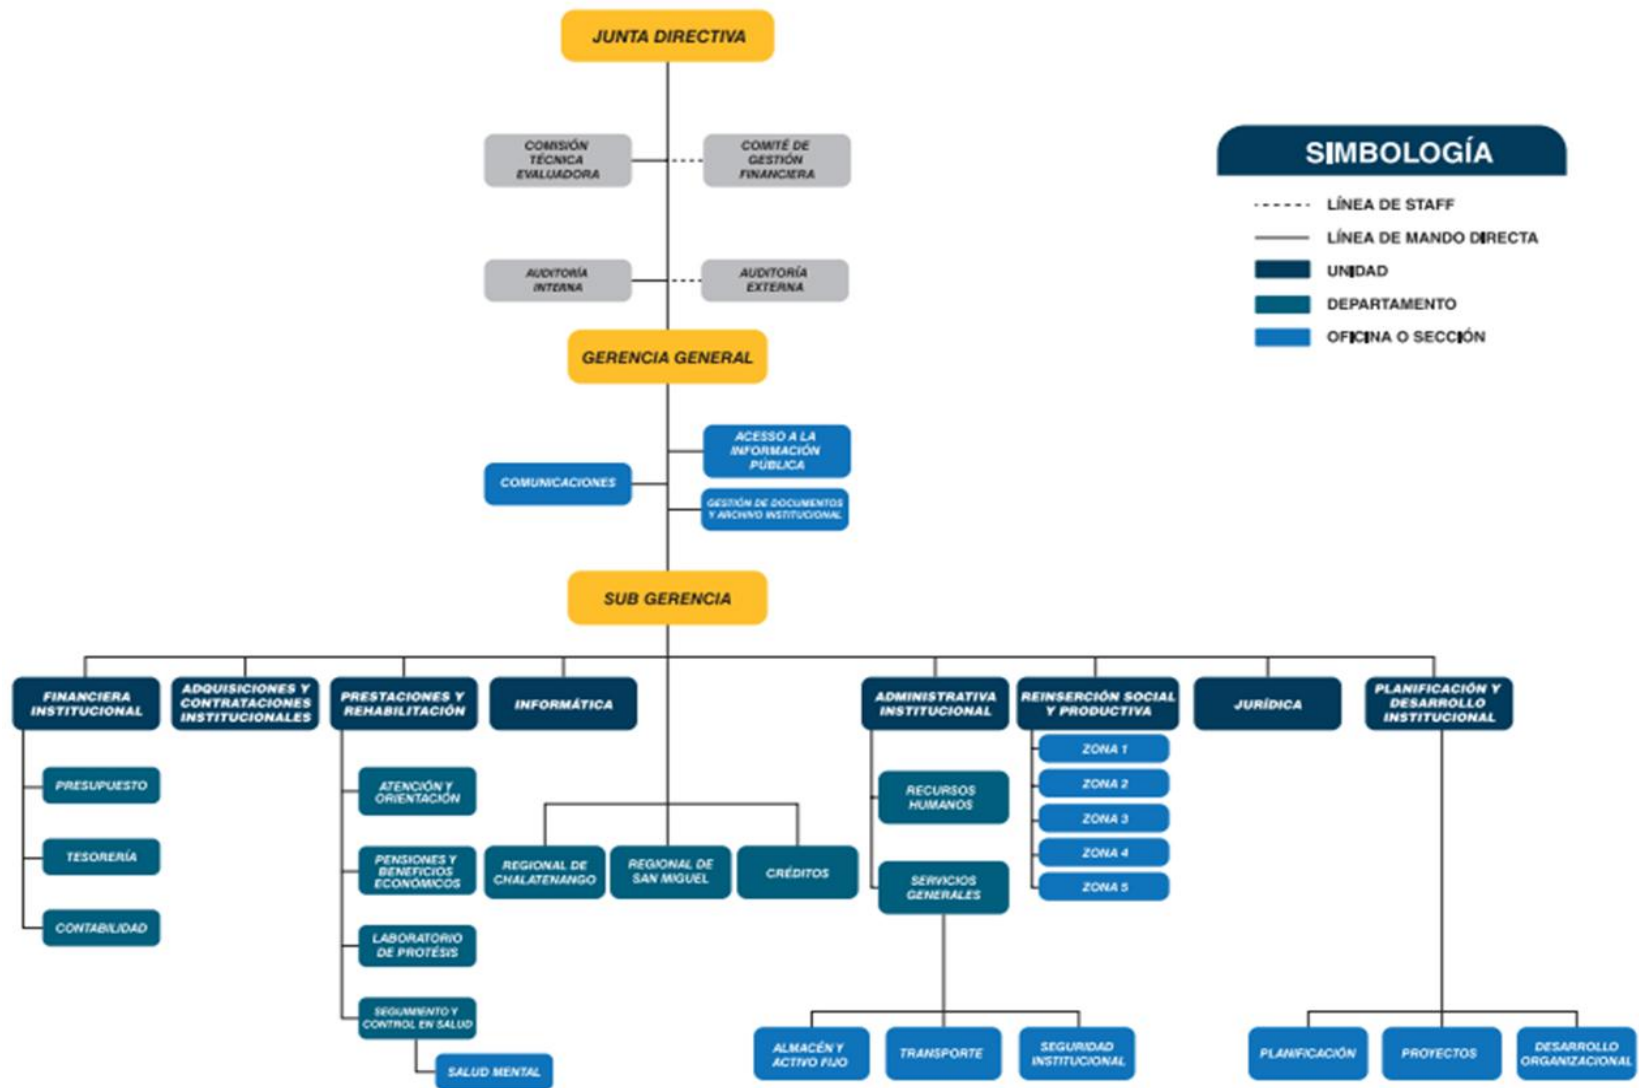 JUNTA DIRECTIVA
COMISIÓN
TÉCNICA
EVALUADORA
COMITÉ DE
GESTIÓN
FINANCIERA
SIMBOLOGÍA
LÍNEA DE STAFF
LÍNEA DE MANDO DIRECTA
UNIDAD
DEPARTAMENTO
OFICINA O SECCIÓN
AUDITORÍA
INTERNA
AUDITORÍA
EXTERNA
GERENCIA GENERAL
ACESSO A LA
INFORMACIÓN
PÚBLICA
COMUNICACIONES
GESTIÓN DE DOCUMENTOS
Y ARCHIVO INSTITUCIONAL
SUB GERENCIA
FINANCIERA
INSTITUCIONAL
ADQUISICIONES Y
CONTRATACIONES
INSTITUCIONALES
PRESTACIONES Y
REHABILITACIÓN
INFORMÁTICA
ADMINISTRATIVA
INSTITUCIONAL
REINSERCIÓN SOCIAL
Y PRODUCTIVA
JURÍDICA
PLANIFICACIÓN Y
DESARROLLO
INSTITUCIONAL
PRESUPUESTO
TESORERÍA
CONTABILIDAD
ATENCIÓN Y
ORIENTACIÓN
PENSIONES Y
BENEFICIOS
ECONÓMICOS
LABORATORIO
DE PROTÉSIS
SEGUIMIENTO Y
CONTROL EN SALUD
SALUD MENTAL
REGIONAL DE
CHALATENANGO
REGIONAL DE
SAN MIGUEL
CRÉDITOS
RECURSOS
HUMANOS
SERVICIOS
GENERALES
ZONA 1
ZONA 2
ZONA 3
ZONA 4
ZONA 5
ALMACÉN Y
ACTIVO FIJO
TRANSPORTE
SEGURIDAD
INSTITUCIONAL
PLANIFICACIÓN
PROYECTOS
DESARROLLO
ORGANIZACIONAL